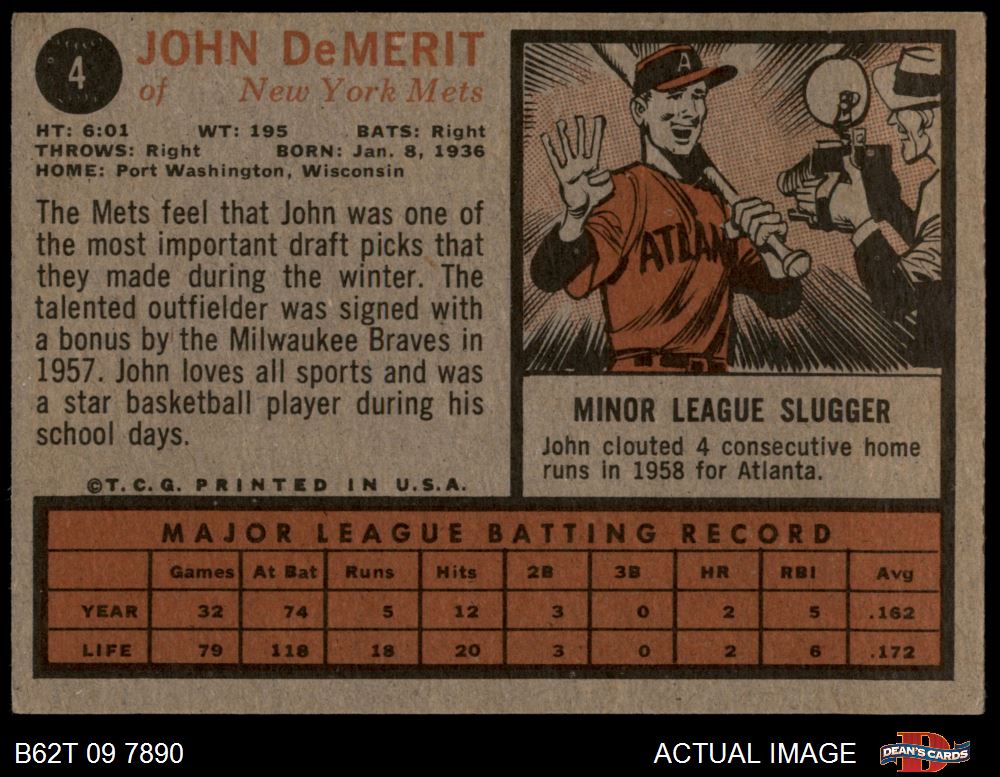 4
JOHN DeMERIT
of New York Mets
HT: 6:01 WT: 195 BATS: Right
THROWS: Right BORN: Jan. 8, 1936
HOME: Port Washington, Wisconsin
The Mets feel that John was one of
the most important draft picks that
they made during the winter. The
talented outfielder was signed with
a bonus by the Milwaukee Braves in
1957. John loves all sports and was
a star basketball player during his
school days.
©T.C.G. PRINTED IN U.S.A.
A
ATLAN
MINOR LEAGUE SLUGGER
John clouted 4 consecutive home
runs in 1958 for Atlanta.
MAJOR LEAGUE BATTING RECORD
Games At Bat Runs Hits 2B 3B HR RBI Avg
YEAR 32 74 5 12 3 0 2 5 .162
LIFE 79 118 18 20 3 0 2 6 .172
B62T 09 7890
ACTUAL IMAGE
D
DEAN'S CARDS